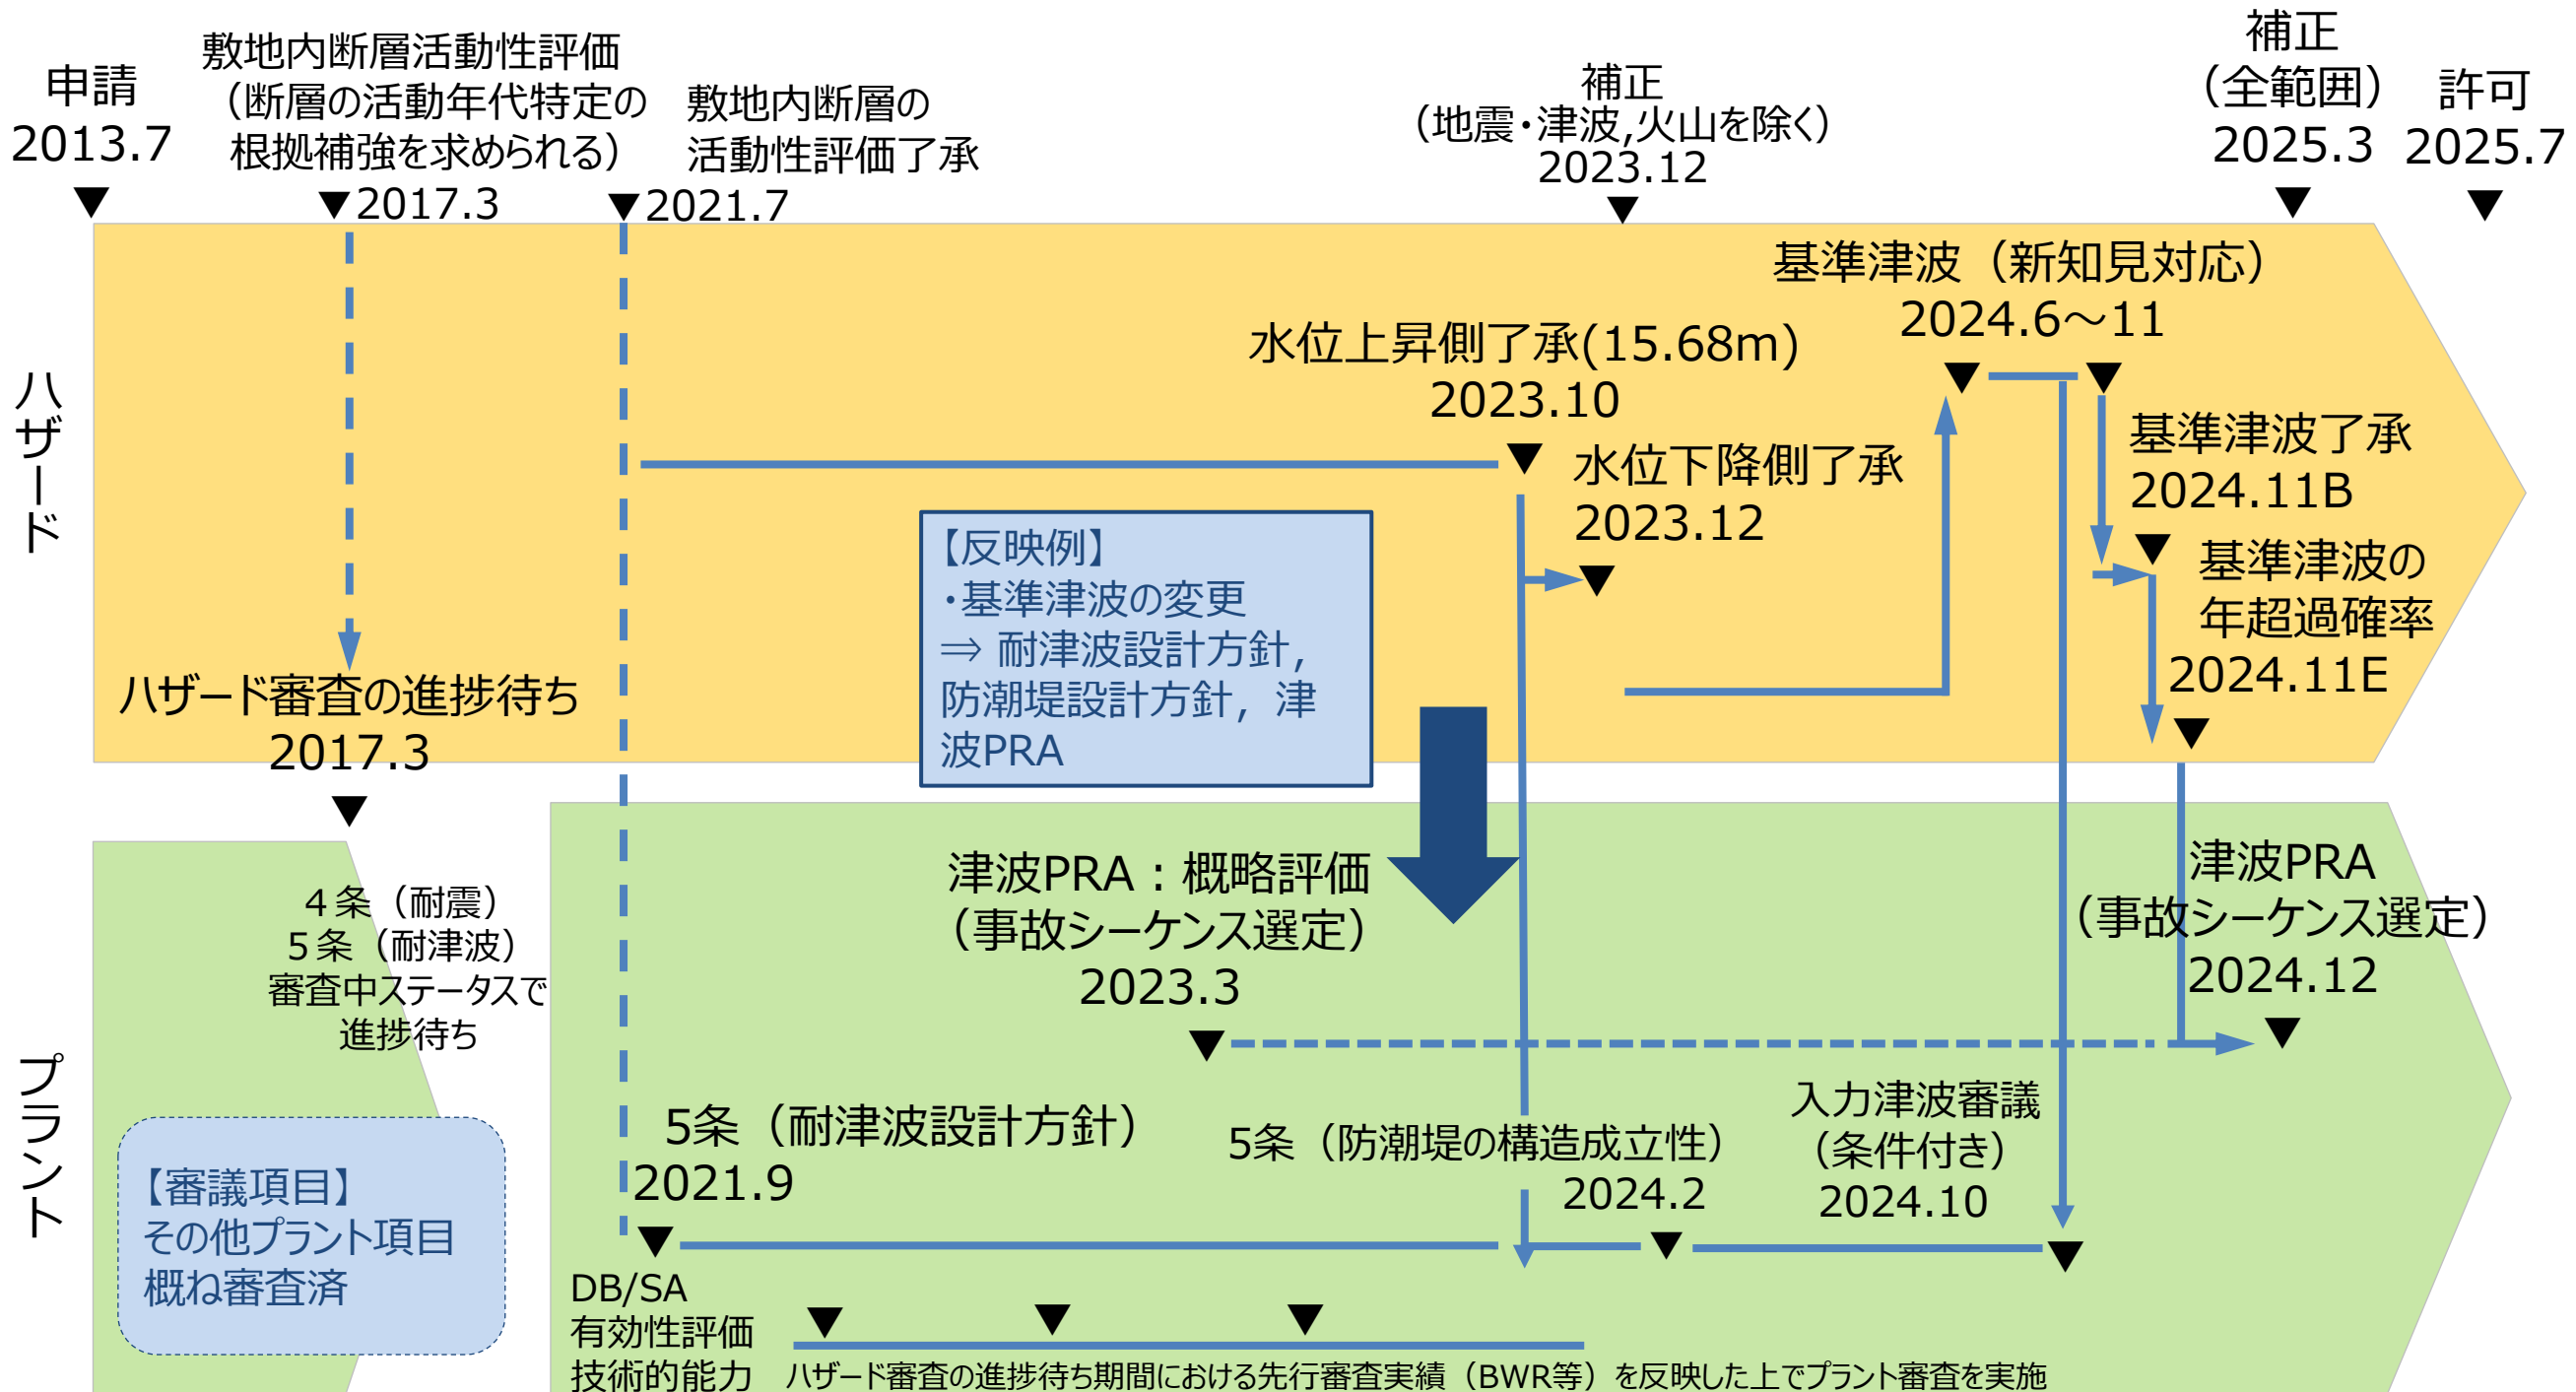 申請
2013.7
敷地内断層活動性評価
（断層の活動年代特定の
根拠補強を求められる）
2017.3
敷地内断層の
活動性評価了承
2021.7
補正
（地震・津波,火山を除く）
2023.12
補正
（全範囲）
2025.3
許可
2025.7
ハザード
基準津波（新知見対応）
2024.6～11
水位上昇側了承(15.68m)
2023.10
水位下降側了承
2023.12
基準津波了承
2024.11B
基準津波の
年超過確率
2024.11E
【反映例】
・基準津波の変更
⇒ 耐津波設計方針，
防潮堤設計方針，津
波PRA
ハザード審査の進捗待ち
2017.3
プラント
４条（耐震）
５条（耐津波）
審査中ステータスで
進捗待ち
【審議項目】
その他プラント項目
概ね審査済
津波PRA：概略評価
（事故シーケンス選定）
2023.3
津波PRA
（事故シーケンス選定）
2024.12
5条（耐津波設計方針）
2021.9
5条（防潮堤の構造成立性）
2024.2
入力津波審議
（条件付き）
2024.10
DB/SA
有効性評価
技術的能力
ハザード審査の進捗待ち期間における先行審査実績（BWR等）を反映した上でプラント審査を実施